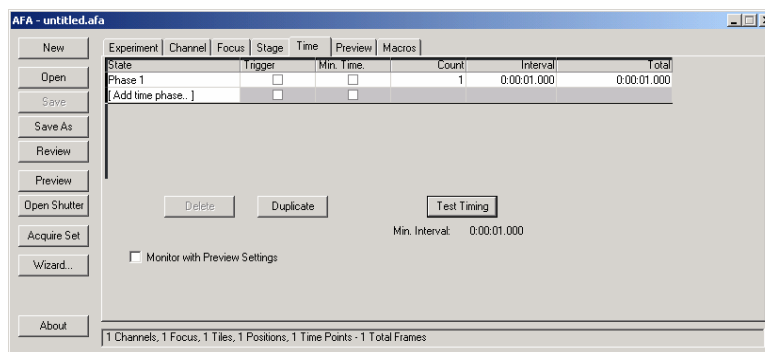 AFA - untitled.afa
New
Open
Save
Save As
Review
Preview
Open Shutter
Acquire Set
Wizard...
About
Experiment Channel Focus Stage Time Preview Macros
State Trigger Min. Time. Count Interval Total
Phase 1 1 0:00:01.000 0:00:01.000
[ Add time phase.. ]
Delete Duplicate Test Timing
Min. Interval: 0:00:01.000
Monitor with Preview Settings
1 Channels, 1 Focus, 1 Tiles, 1 Positions, 1 Time Points - 1 Total Frames